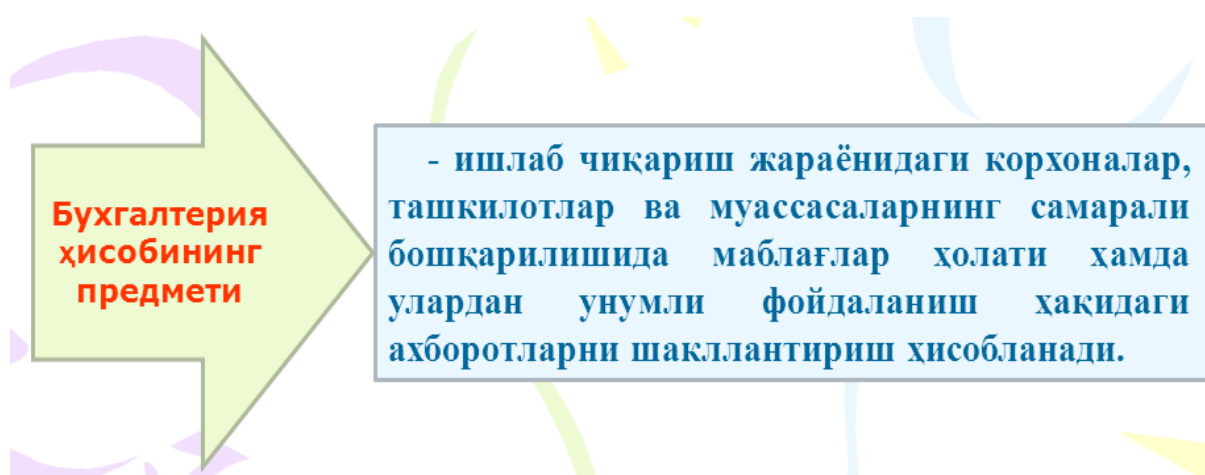 Бухгалтерия
ҳисобининг
предмети
- ишлаб чиқариш жараёнидаги корхоналар,
ташкилотлар ва муассасаларнинг самарали
бошқарилишида маблағлар ҳолати ҳамда
улардан унумли фойдаланиш ҳақидаги
ахборотларни шакллантириш ҳисобланади.